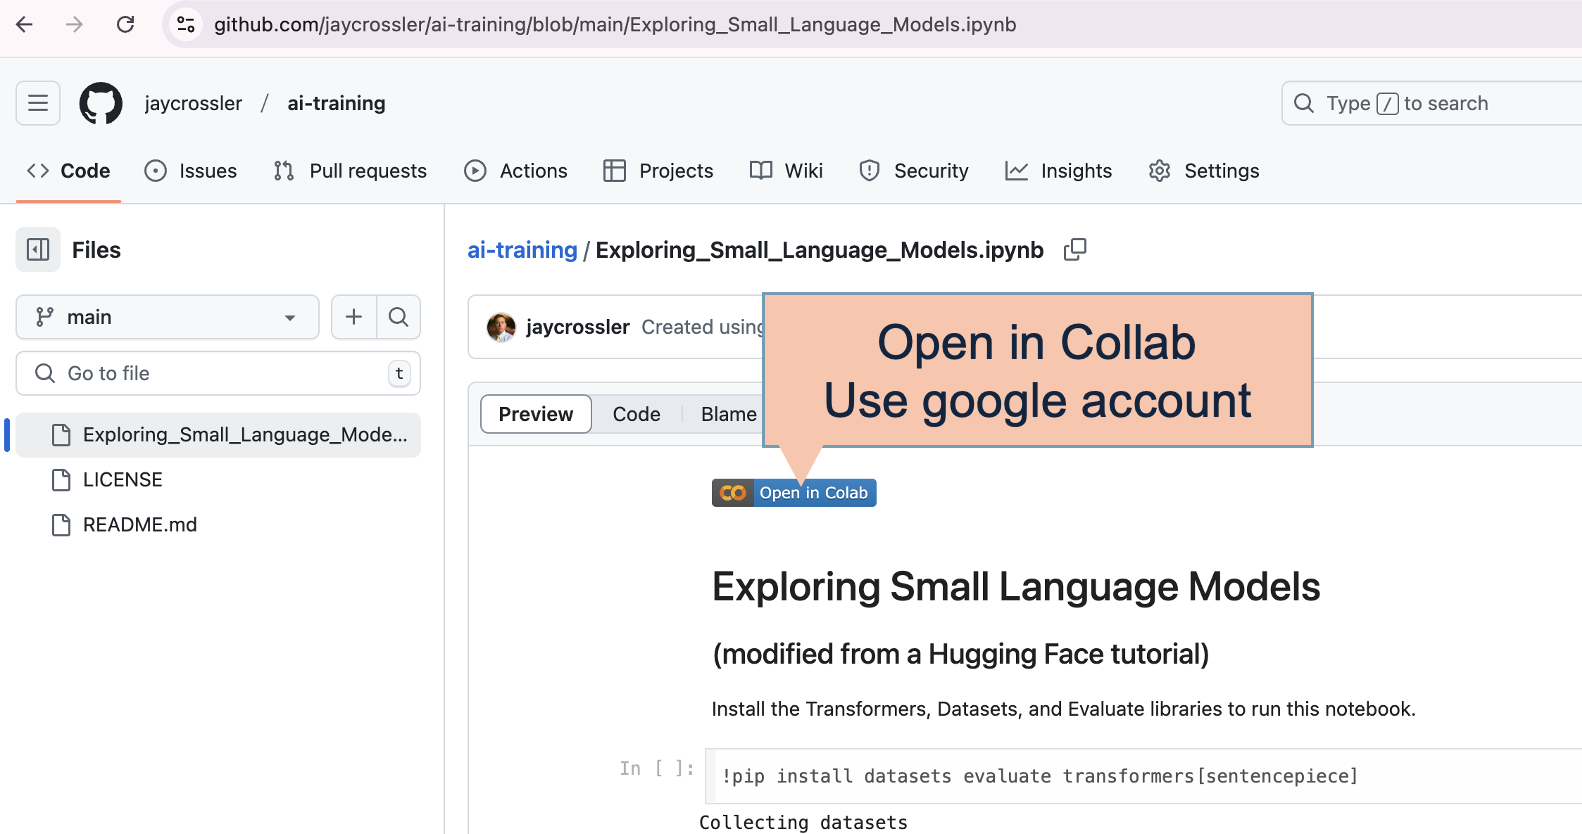 github.com/jaycrossler/ai-training/blob/main/Exploring_Small_Language_Models.ipynb
jaycrossler / ai-training
Type / to search
Code
Issues
Pull requests
Actions
Projects
Wiki
Security
Insights
Settings
Files
main
Go to file
t
Exploring_Small_Language_Mode...
LICENSE
README.md
ai-training / Exploring_Small_Language_Models.ipynb
jaycrossler Created using
Open in Collab
Use google account
Preview
Code
Blame
CO Open in Colab
Exploring Small Language Models
(modified from a Hugging Face tutorial)
Install the Transformers, Datasets, and Evaluate libraries to run this notebook.
In [ ]:
!pip install datasets evaluate transformers[sentencepiece]
Collecting datasets